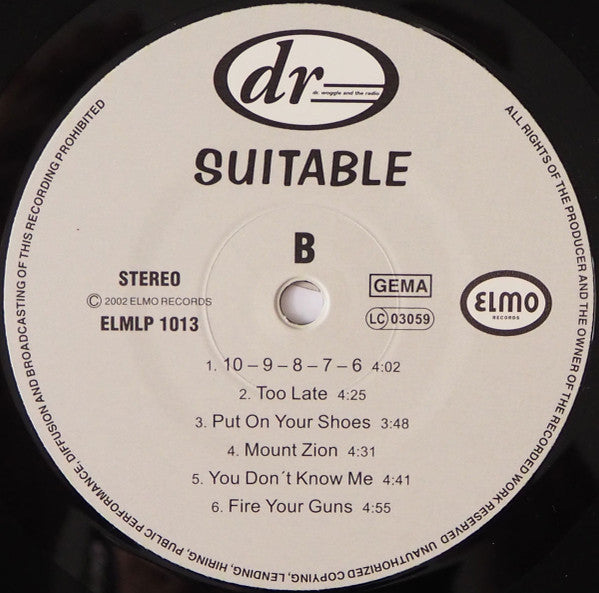 dr.
dr. woggle and the radio
SUITABLE
B
STEREO
© 2002 ELMO RECORDS
ELMLP 1013
GEMA
LC 03059
ELMO
RECORDS
1. 10 – 9 – 8 – 7 – 6 4:02
2. Too Late 4:25
3. Put On Your Shoes 3:48
4. Mount Zion 4:31
5. You Don´t Know Me 4:41
6. Fire Your Guns 4:55
ALL RIGHTS OF THE PRODUCER AND THE OWNER OF THE RECORDED WORK RESERVED UNAUTHORIZED COPYING, LENDING, HIRING, PUBLIC PERFORMANCE, DIFFUSION AND BROADCASTING OF THIS RECORDING PROHIBITED